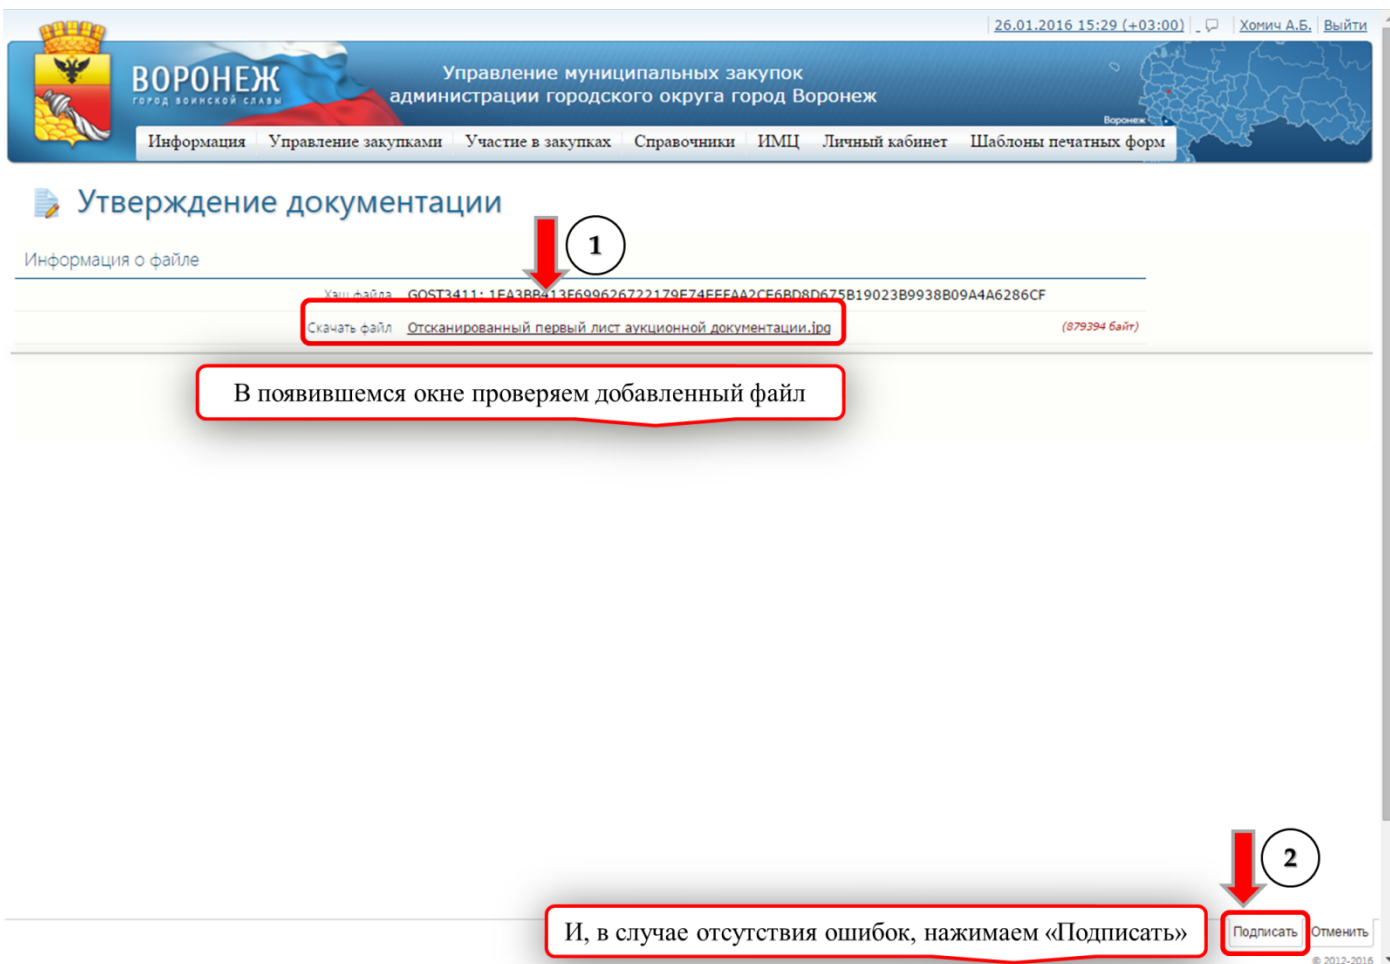 26.01.2016 15:29 (+03:00) Хомич А.Б. Выйти
ВОРОНЕЖ
ГОРОД ВОИНСКОЙ СЛАВЫ
Управление муниципальных закупок
администрации городского округа город Воронеж
Воронеж
Информация Управление закупками Участие в закупках Справочники ИМЦ Личный кабинет Шаблоны печатных форм
Утверждение документации
1
Информация о файле
Хэш файла GOST3411: 1EA3BB413F699626722179E74EFFAA2CE6BD8D675B19023B9938B09A4A6286CF
Скачать файл Отсканированный первый лист аукционной документации.jpg (879394 байт)
В появившемся окне проверяем добавленный файл
2
И, в случае отсутствия ошибок, нажимаем «Подписать»
Подписать Отменить
© 2012-2016